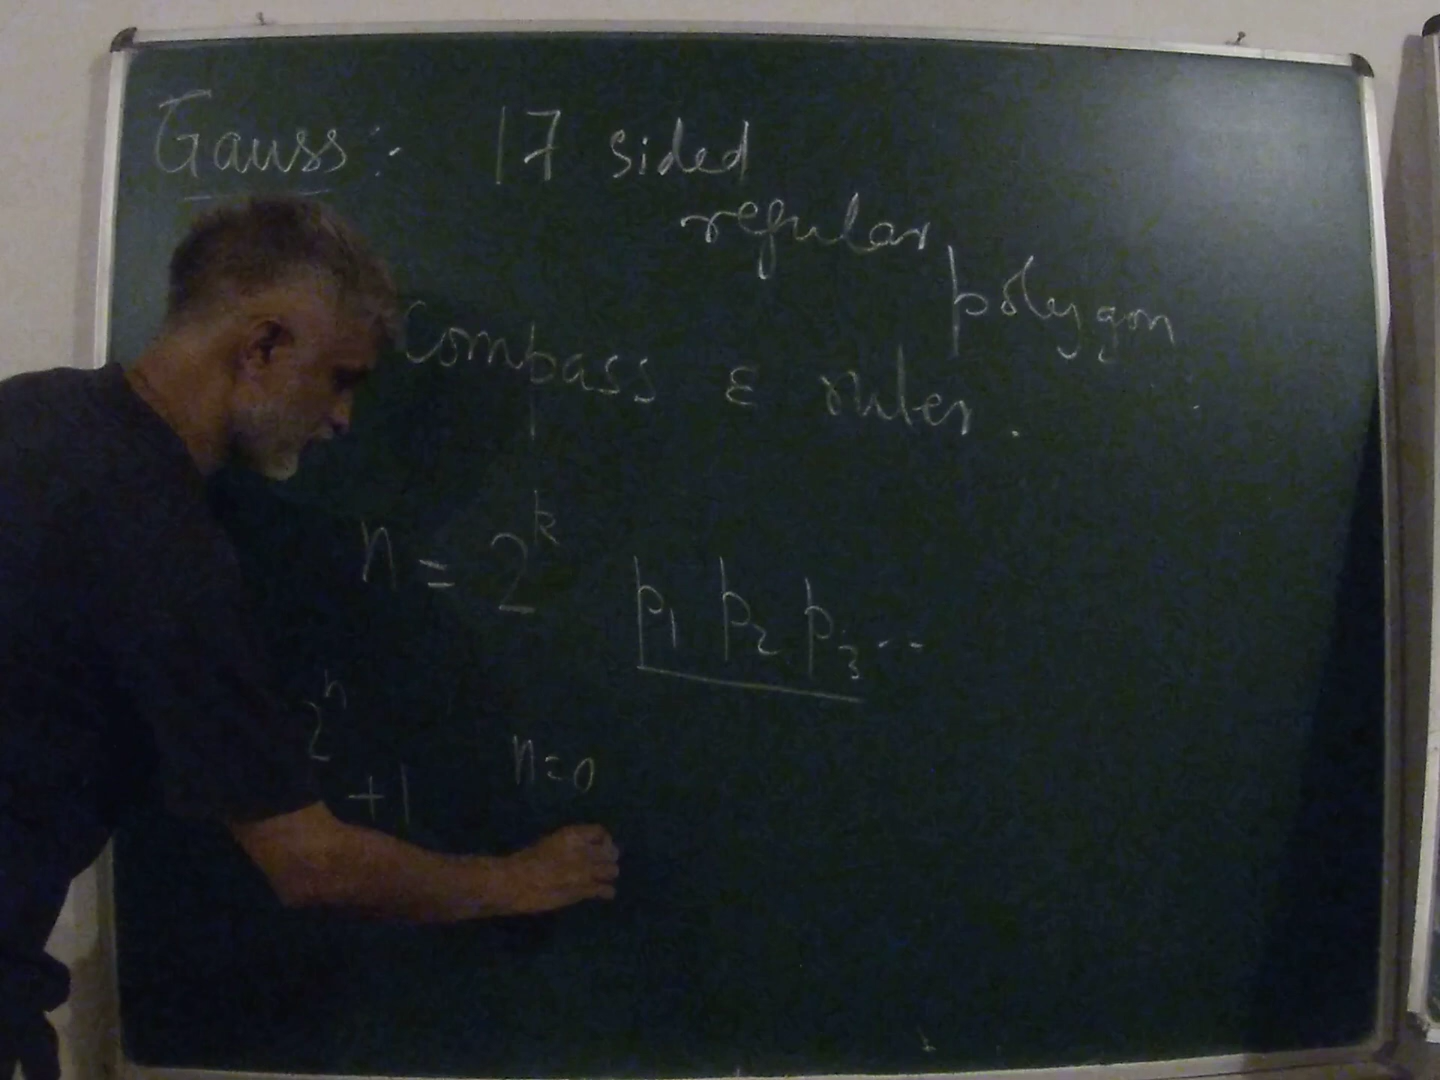 Gauss: 17 sided
regular
polygon
Compass & ruler.
n = 2^k p₁ p₂ p₃ ...
2^n + 1 n=0